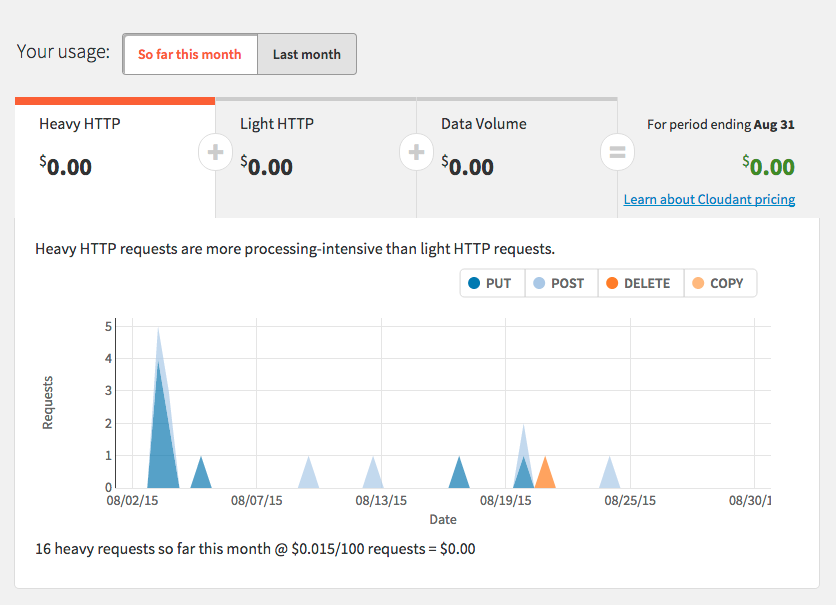 Your usage: So far this month Last month
Heavy HTTP Light HTTP Data Volume For period ending Aug 31
$0.00 + $0.00 + $0.00 = $0.00
Learn about Cloudant pricing
Heavy HTTP requests are more processing-intensive than light HTTP requests.
PUT POST DELETE COPY
5
4
3
2
1
0
Requests
08/02/15 08/07/15 08/13/15 08/19/15 08/25/15 08/30/1
Date
16 heavy requests so far this month @ $0.015/100 requests = $0.00